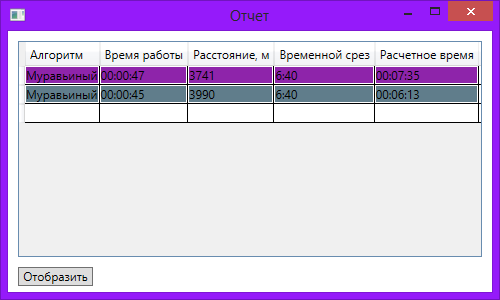 Отчет
Алгоритм Время работы Расстояние, м Временной срез Расчетное время
Муравьиный 00:00:47 3741 6:40 00:07:35
Муравьиный 00:00:45 3990 6:40 00:06:13
Отобразить